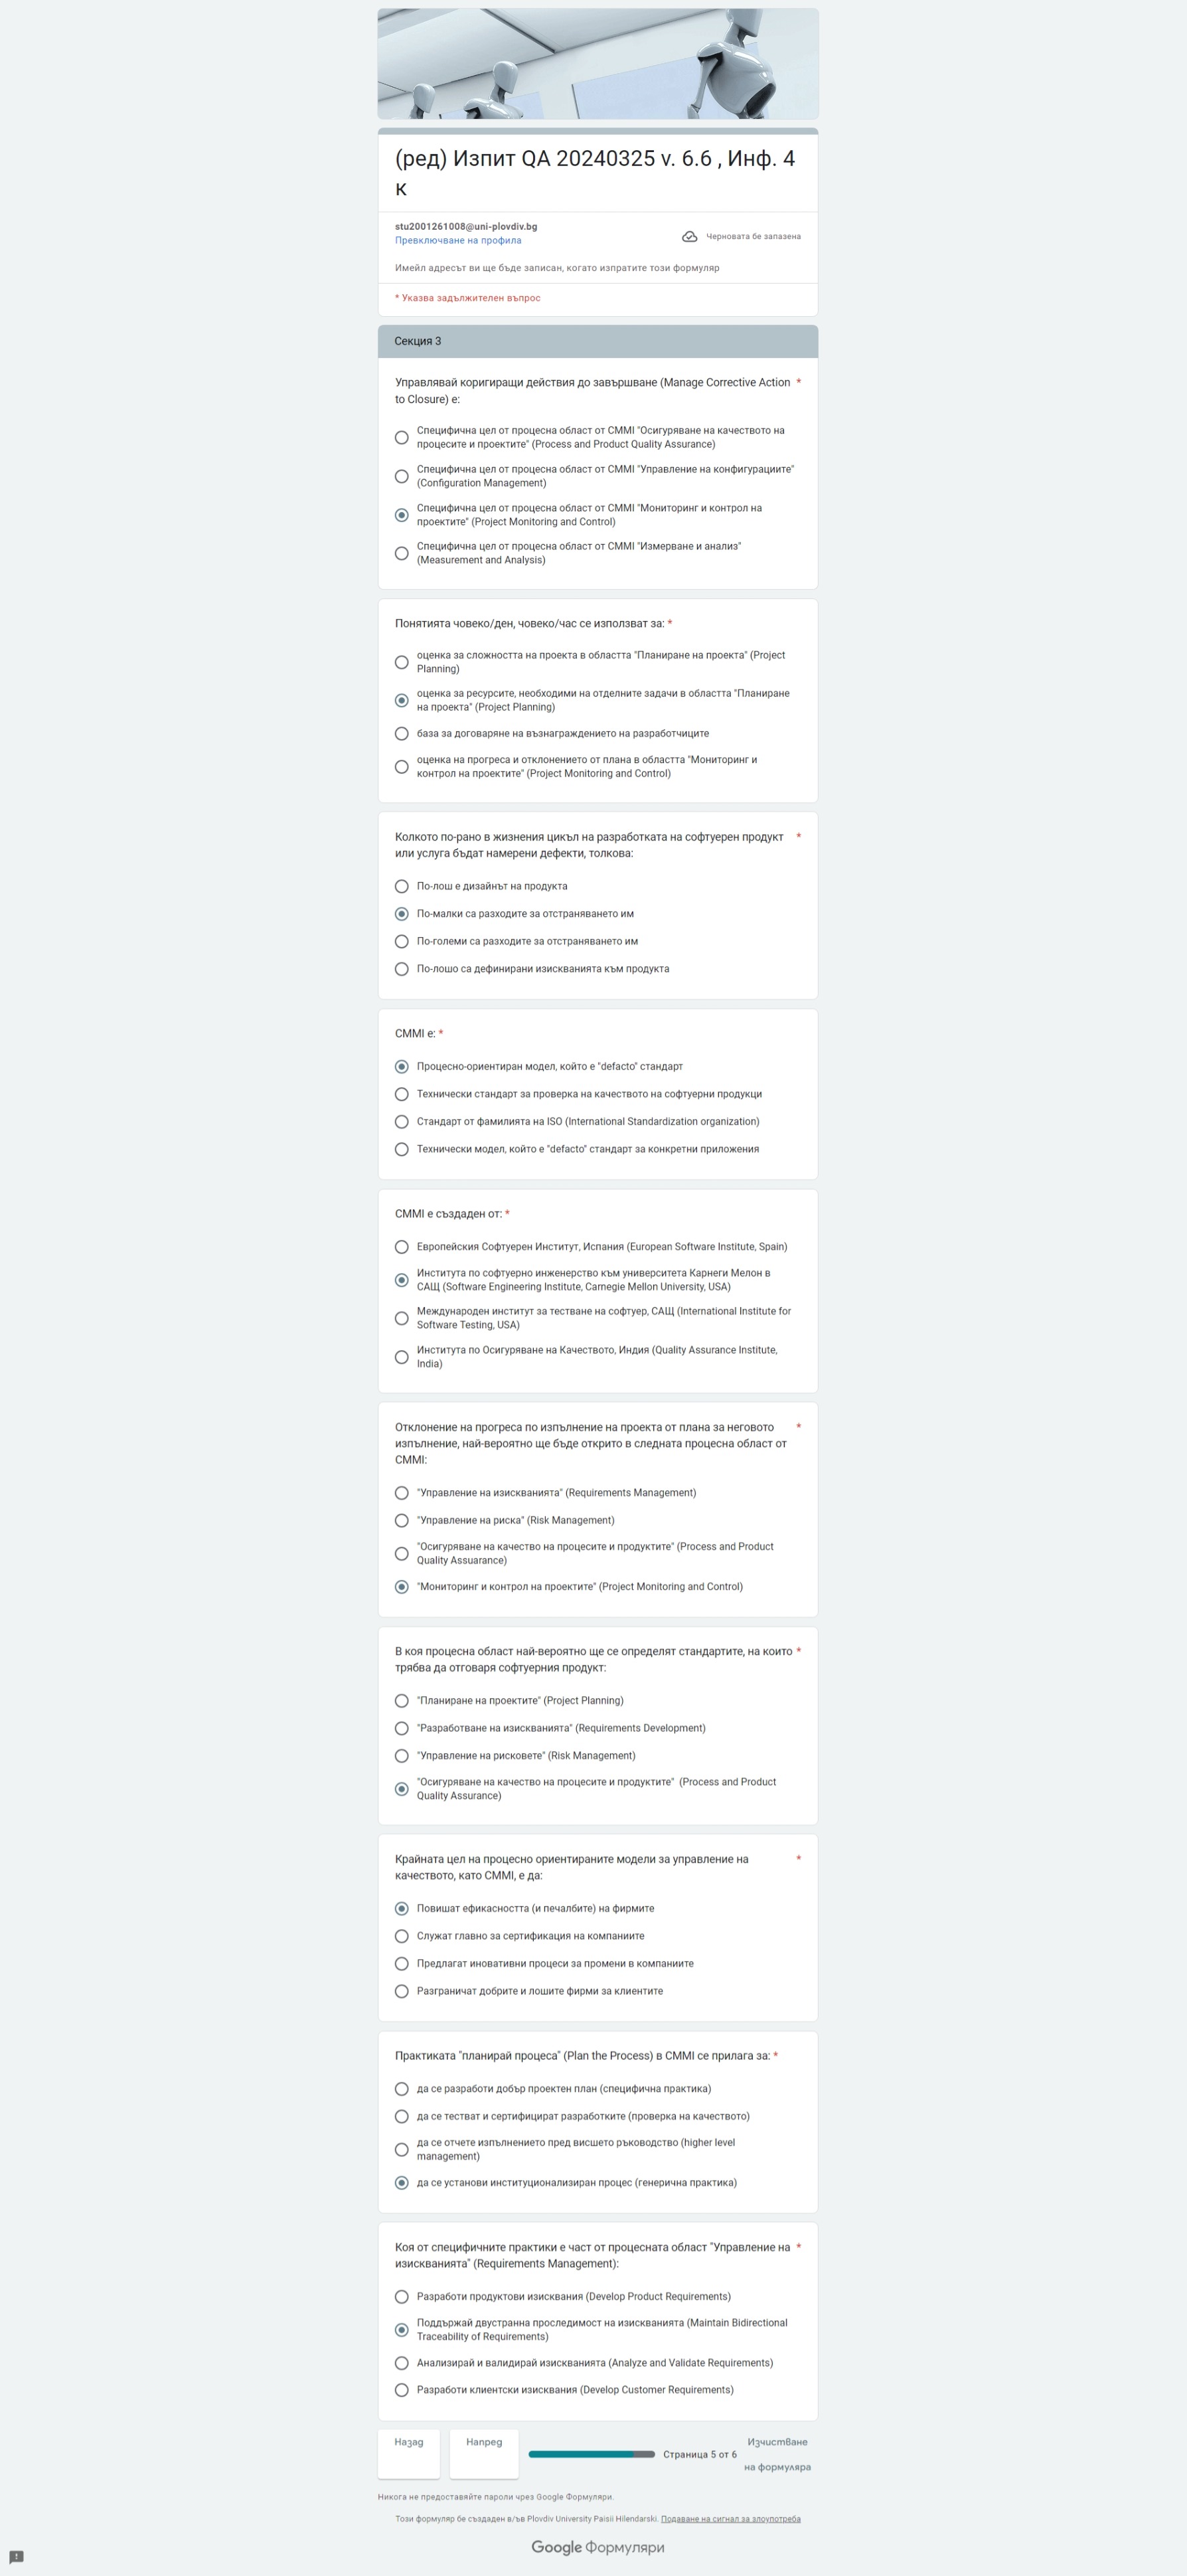 (ред) Изпит QA 20240325 v. 6.6 , Инф. 4
к
stu2001261008@uni-plovdiv.bg
Превключване на профила
Черновата бе запазена
Имейл адресът ви ще бъде записан, когато изпратите този формуляр
* Указва задължителен въпрос
Секция 3
Управлявай коригиращи действия до завършване (Manage Corrective Action *
to Closure) е:
Специфична цел от процесна област от CMMI "Осигуряване на качеството на
процесите и проектите" (Process and Product Quality Assurance)
Специфична цел от процесна област от CMMI "Управление на конфигурациите"
(Configuration Management)
Специфична цел от процесна област от CMMI "Мониторинг и контрол на
проектите" (Project Monitoring and Control)
Специфична цел от процесна област от CMMI "Измерване и анализ"
(Measurement and Analysis)
Понятията човеко/ден, човеко/час се използват за: *
оценка за сложността на проекта в областта "Планиране на проекта" (Project
Planning)
оценка за ресурсите, необходими на отделните задачи в областта "Планиране
на проекта" (Project Planning)
база за договаряне на възнаграждението на разработчиците
оценка на прогреса и отклонението от плана в областта "Мониторинг и
контрол на проектите" (Project Monitoring and Control)
Колкото по-рано в жизнения цикъл на разработката на софтуерен продукт *
или услуга бъдат намерени дефекти, толкова:
По-лош е дизайнът на продукта
По-малки са разходите за отстраняването им
По-големи са разходите за отстраняването им
По-лошо са дефинирани изискванията към продукта
CMMI е: *
Процесно-ориентиран модел, който е "defacto" стандарт
Технически стандарт за проверка на качеството на софтуерни продукци
Стандарт от фамилията на ISO (International Standardization organization)
Технически модел, който е "defacto" стандарт за конкретни приложения
CMMI е създаден от: *
Европейския Софтуерен Институт, Испания (European Software Institute, Spain)
Института по софтуерно инженерство към университета Карнеги Мелон в
САЩ (Software Engineering Institute, Carnegie Mellon University, USA)
Международен институт за тестване на софтуер, САЩ (International Institute for
Software Testing, USA)
Института по Осигуряване на Качеството, Индия (Quality Assurance Institute,
India)
Отклонение на прогреса по изпълнение на проекта от плана за неговото *
изпълнение, най-вероятно ще бъде открито в следната процесна област от
CMMI:
"Управление на изискванията" (Requirements Management)
"Управление на риска" (Risk Management)
"Осигуряване на качество на процесите и продуктите" (Process and Product
Quality Assuarance)
"Мониторинг и контрол на проектите" (Project Monitoring and Control)
В коя процесна област най-вероятно ще се определят стандартите, на които *
трябва да отговаря софтуерния продукт:
"Планиране на проектите" (Project Planning)
"Разработване на изискванията" (Requirements Development)
"Управление на рисковете" (Risk Management)
"Осигуряване на качество на процесите и продуктите" (Process and Product
Quality Assurance)
Крайната цел на процесно ориентираните модели за управление на *
качеството, като CMMI, е да:
Повишат ефикасността (и печалбите) на фирмите
Служат главно за сертификация на компаниите
Предлагат иновативни процеси за промени в компаниите
Разграничат добрите и лошите фирми за клиентите
Практиката "планирай процеса" (Plan the Process) в CMMI се прилага за: *
да се разработи добър проектен план (специфична практика)
да се тестват и сертифицират разработките (проверка на качеството)
да се отчете изпълнението пред висшето ръководство (higher level
management)
да се установи институционализиран процес (генерична практика)
Коя от специфичните практики е част от процесната област "Управление на *
изискванията" (Requirements Management):
Разработи продуктови изисквания (Develop Product Requirements)
Поддържай двустранна проследимост на изискванията (Maintain Bidirectional
Traceability of Requirements)
Анализирай и валидирай изискванията (Analyze and Validate Requirements)
Разработи клиентски изисквания (Develop Customer Requirements)
Назад
Напред
Страница 5 от 6
Изчистване
на формуляра
Никога не предоставяйте пароли чрез Google Формуляри.
Този формуляр бе създаден в/ъв Plovdiv University Paisii Hilendarski. Подаване на сигнал за злоупотреба
Google Формуляри